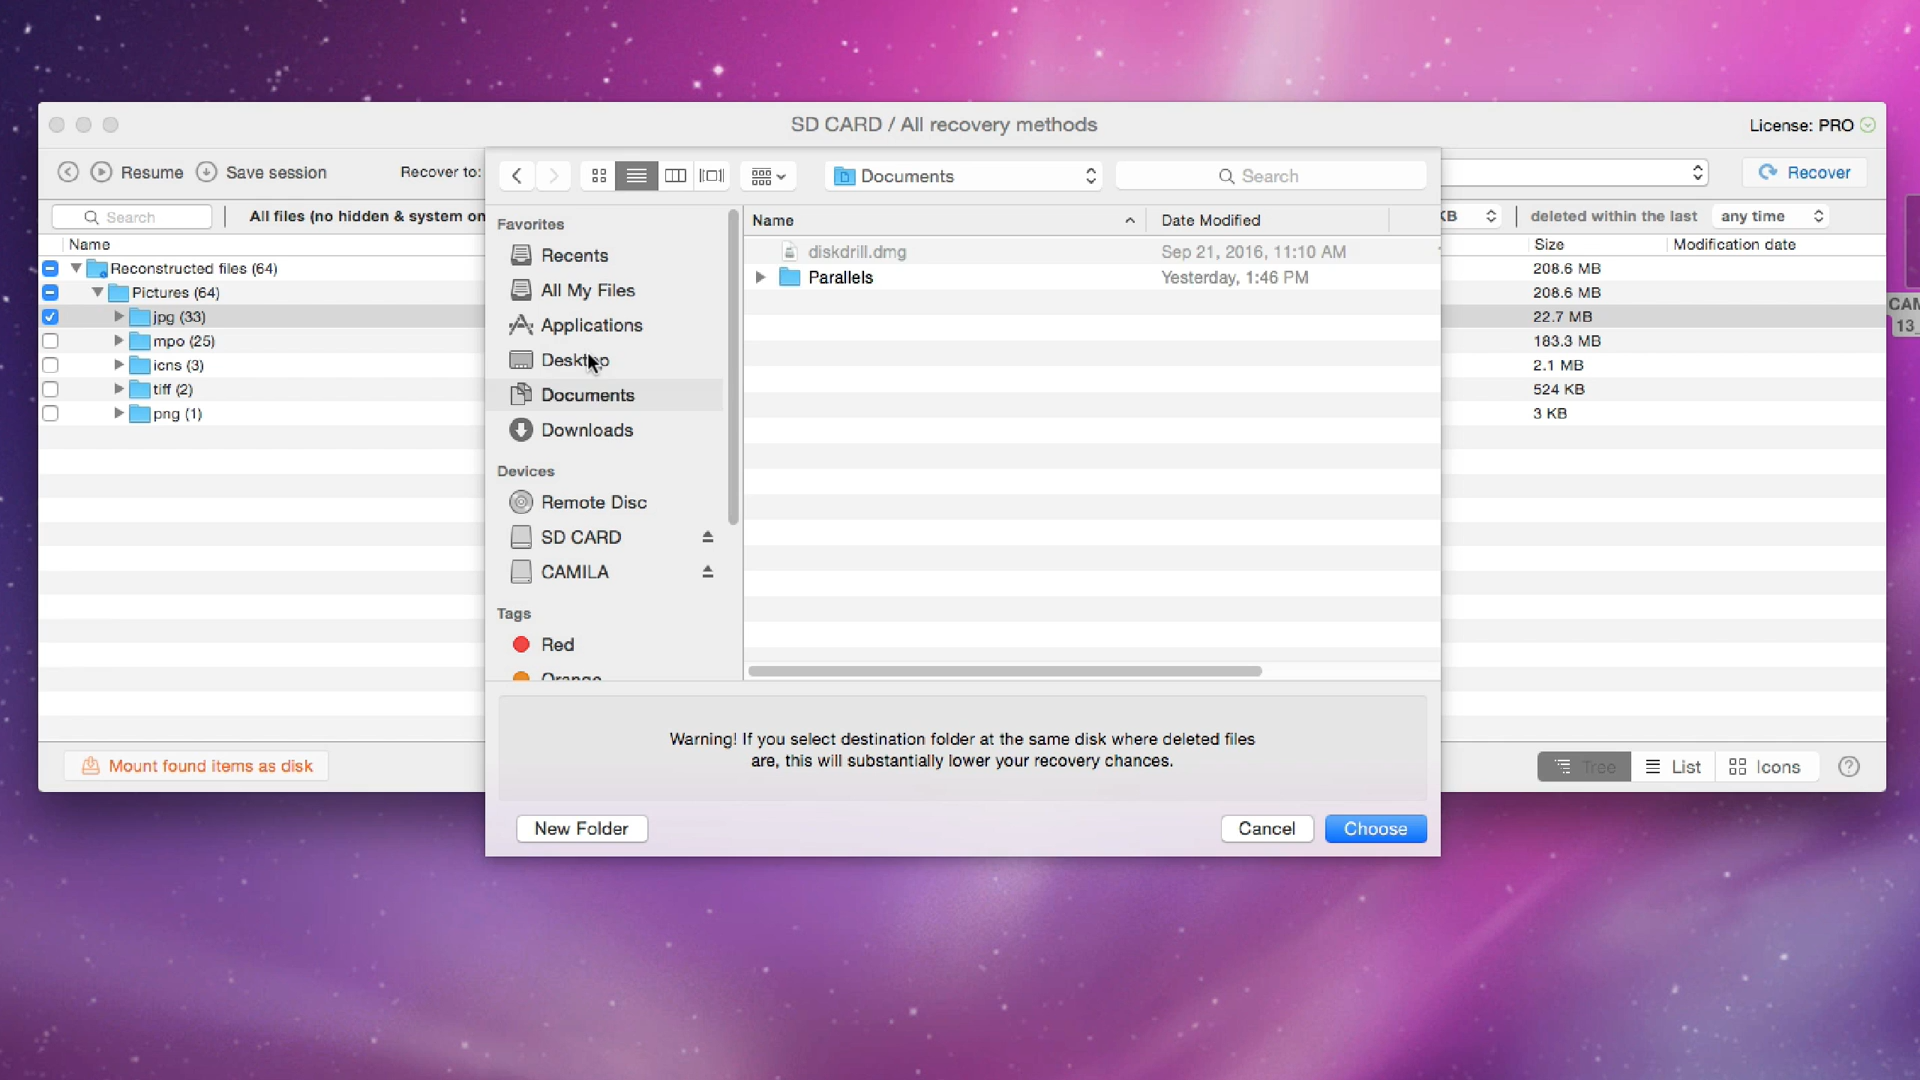 SD CARD / All recovery methods
License: PRO
Resume
Save session
Recover to:
Documents
Search
Recover
Search
All files (no hidden & system on
KB
deleted within the last
any time
Name
Size
Modification date
Reconstructed files (64)
208.6 MB
Pictures (64)
208.6 MB
jpg (33)
22.7 MB
mpo (25)
183.3 MB
icns (3)
2.1 MB
tiff (2)
524 KB
png (1)
3 KB
Favorites
Recents
All My Files
Applications
Desktop
Documents
Downloads
Devices
Remote Disc
SD CARD
CAMILA
Tags
Red
Orange
Name
Date Modified
diskdrill.dmg
Sep 21, 2016, 11:10 AM
Parallels
Yesterday, 1:46 PM
Warning! If you select destination folder at the same disk where deleted files
are, this will substantially lower your recovery chances.
New Folder
Cancel
Choose
Mount found items as disk
Tree
List
Icons
CAM
13_